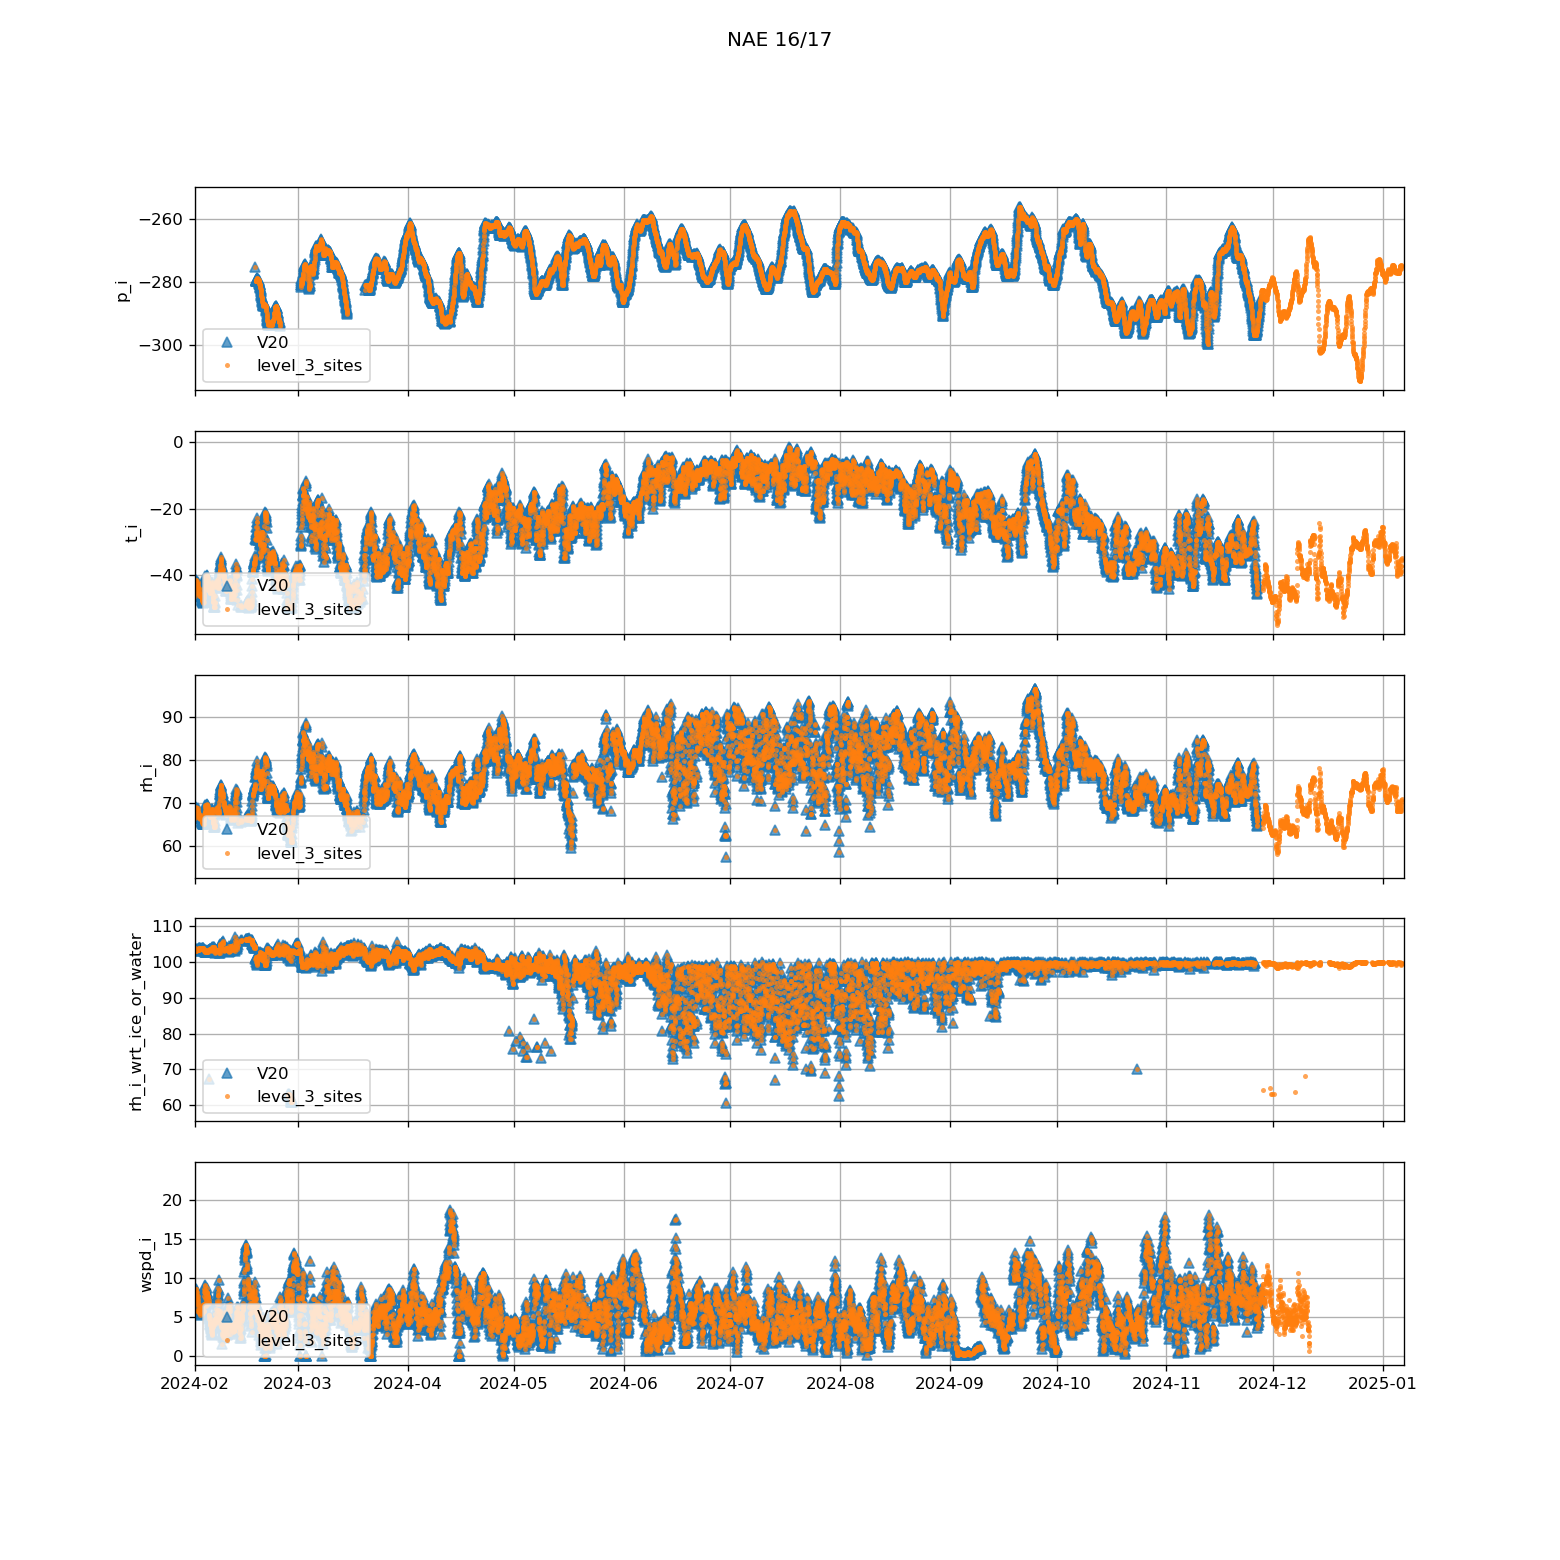 NAE 16/17
p_i
−260
−280
−300
V20
level_3_sites
t_i
0
−20
−40
V20
level_3_sites
rh_i
90
80
70
60
V20
level_3_sites
rh_i_wrt_ice_or_water
110
100
90
80
70
60
V20
level_3_sites
wspd_i
20
15
10
5
0
V20
level_3_sites
2024-02 2024-03 2024-04 2024-05 2024-06 2024-07 2024-08 2024-09 2024-10 2024-11 2024-12 2025-01